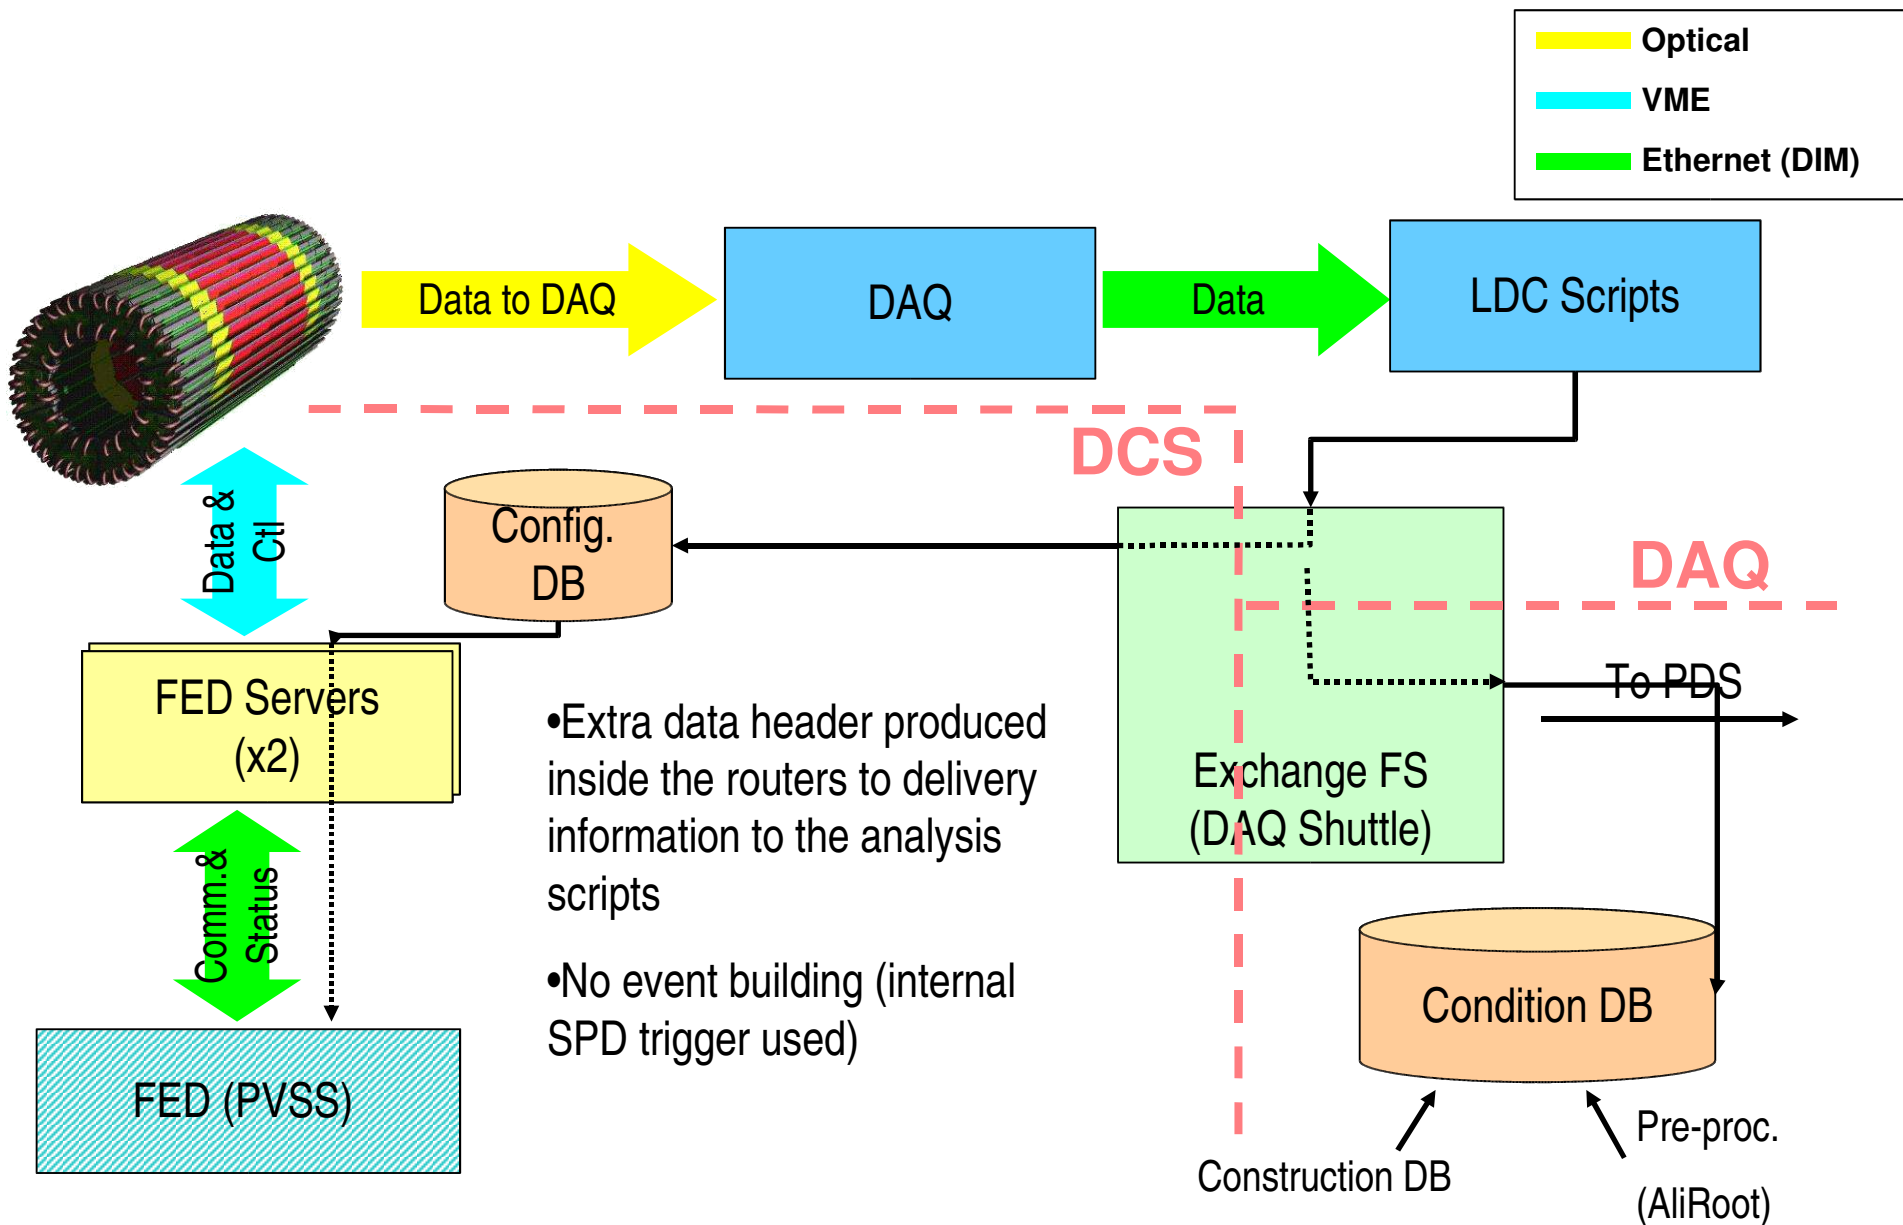 Optical
VME
Ethernet (DIM)
Data to DAQ
DAQ
Data
LDC Scripts
DCS
Data &
Ctl
Config.
DB
DAQ
FED Servers
(x2)
To PDS
•Extra data header produced
inside the routers to delivery
information to the analysis
scripts
Exchange FS
(DAQ Shuttle)
Comm.&
Status
•No event building (internal
SPD trigger used)
Condition DB
FED (PVSS)
Construction DB
Pre-proc.
(AliRoot)